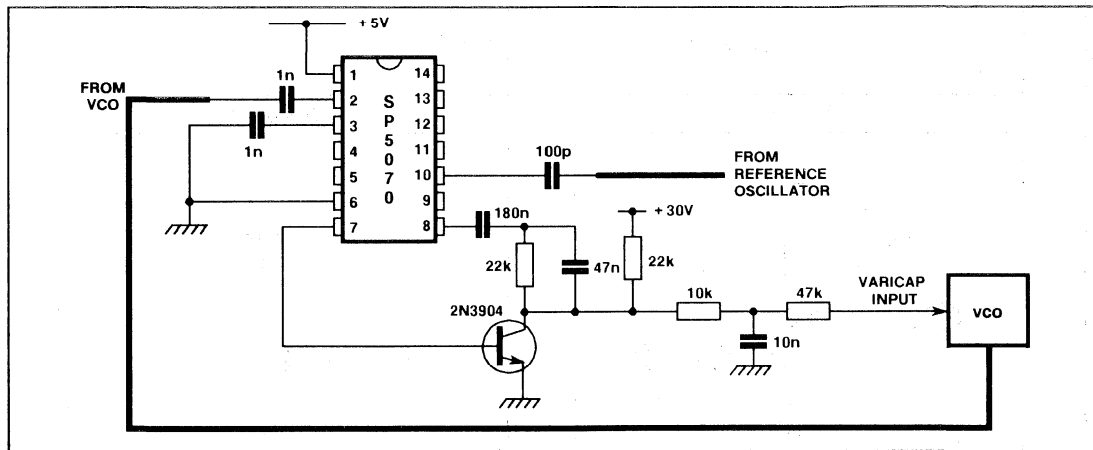 + 5V
FROM
VCO
1n
1n
1
2
3
4
5
6
7
S
P
5
0
7
0
14
13
12
11
10
9
8
100p
FROM
REFERENCE
OSCILLATOR
180n
+ 30V
22k
47n
22k
2N3904
10k
47k
10n
VARICAP
INPUT
VCO